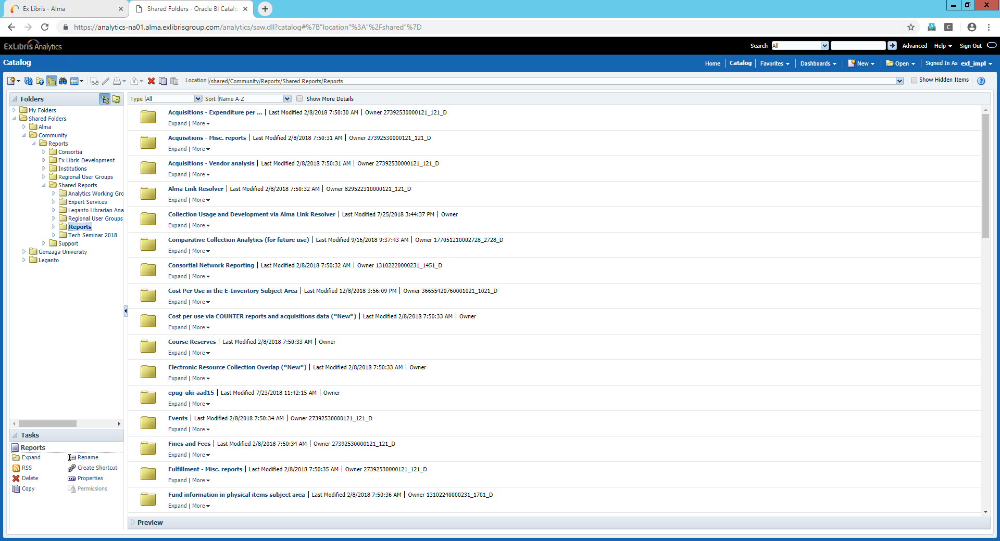 Ex Libris - Alma
Shared Folders - Oracle BI Catalo
https://analytics-na01.alma.exlibrisgroup.com/analytics/saw.dll?catalog#%7B"location"%3A"%2Fshared"%7D
ExLibris Analytics
Search All Advanced Help Sign Out
Catalog
Home Catalog Favorites Dashboards New Open Signed In As exl_impl
Location /shared/Community/Reports/Shared Reports/Reports Show Hidden Items
Folders
My Folders
Shared Folders
Alma
Community
Reports
Consortia
Ex Libris Development
Institutions
Regional User Groups
Shared Reports
Analytics Working Gro
Expert Services
Leganto Librarian Ana
Regional User Groups
Reports
Tech Seminar 2018
Support
Gonzaga University
Leganto
Tasks
Reports
Expand Rename
RSS Create Shortcut
Delete Properties
Copy Permissions
Type All Sort Name A-Z Show More Details
Acquisitions - Expenditure per ... | Last Modified 2/8/2018 7:50:30 AM | Owner 27392530000121_121_D
Expand | More
Acquisitions - Misc. reports | Last Modified 2/8/2018 7:50:31 AM | Owner 27392530000121_121_D
Expand | More
Acquisitions - Vendor analysis | Last Modified 2/8/2018 7:50:31 AM | Owner 27392530000121_121_D
Expand | More
Alma Link Resolver | Last Modified 2/8/2018 7:50:32 AM | Owner 829522310000121_121_D
Expand | More
Collection Usage and Development via Alma Link Resolver | Last Modified 7/25/2018 3:44:37 PM | Owner
Expand | More
Comparative Collection Analytics (for future use) | Last Modified 9/16/2018 9:37:43 AM | Owner 177051210002728_2728_D
Expand | More
Consortial Network Reporting | Last Modified 2/8/2018 7:50:32 AM | Owner 13102220000231_1451_D
Expand | More
Cost Per Use in the E-Inventory Subject Area | Last Modified 12/8/2018 3:56:09 PM | Owner 36655420760001021_1021_D
Expand | More
Cost per use via COUNTER reports and acquisitions data (*New*) | Last Modified 2/8/2018 7:50:33 AM | Owner
Expand | More
Course Reserves | Last Modified 2/8/2018 7:50:33 AM | Owner
Expand | More
Electronic Resource Collection Overlap (*New*) | Last Modified 2/8/2018 7:50:33 AM | Owner
Expand | More
epug-uki-aad15 | Last Modified 7/23/2018 11:42:15 AM | Owner
Expand | More
Events | Last Modified 2/8/2018 7:50:34 AM | Owner 27392530000121_121_D
Expand | More
Fines and Fees | Last Modified 2/8/2018 7:50:34 AM | Owner 27392530000121_121_D
Expand | More
Fulfillment - Misc. reports | Last Modified 2/8/2018 7:50:35 AM | Owner 27392530000121_121_D
Expand | More
Fund information in physical items subject area | Last Modified 2/8/2018 7:50:36 AM | Owner 13102240000231_1701_D
Expand | More
Preview